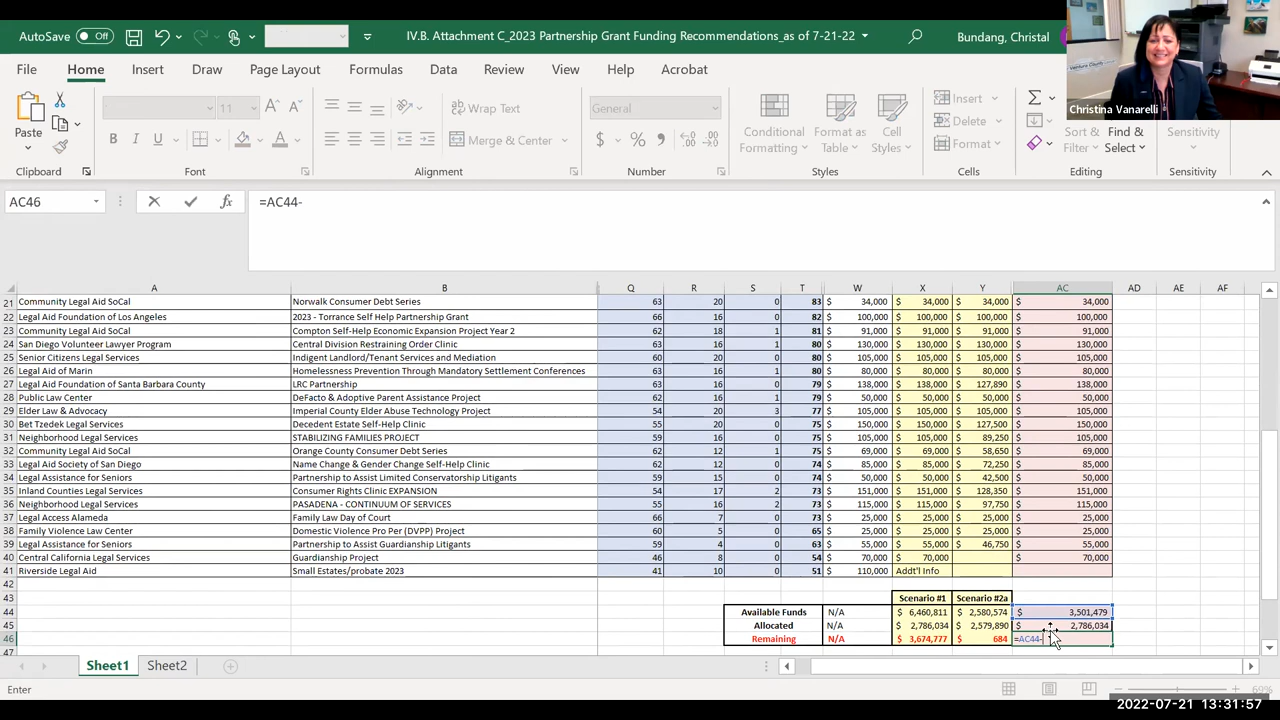 AutoSave Off IV.B. Attachment C_2023 Partnership Grant Funding Recommendations_as of 7-21-22 Bundang, Christal
File Home Insert Draw Page Layout Formulas Data Review View Help Acrobat
Christina Vanarelli
Paste 11 Wrap Text General Conditional Formatting Format as Table Cell Styles Insert Sort & Filter Find & Select Sensitivity
B I U Merge & Center $ % Delete
Format
Clipboard Font Alignment Number Styles Cells Editing Sensitivity
AC46 fx =AC44-
A B Q R S T W X Y AC AD AE AF
21 Community Legal Aid SoCal Norwalk Consumer Debt Series 63 20 0 83 $ 34,000 $ 34,000 $ 34,000 $ 34,000
22 Legal Aid Foundation of Los Angeles 2023 - Torrance Self Help Partnership Grant 66 16 0 82 $ 100,000 $ 100,000 $ 100,000 $ 100,000
23 Community Legal Aid SoCal Compton Self-Help Economic Expansion Project Year 2 62 18 1 81 $ 91,000 $ 91,000 $ 91,000 $ 91,000
24 San Diego Volunteer Lawyer Program Central Division Restraining Order Clinic 63 16 1 80 $ 130,000 $ 130,000 $ 130,000 $ 130,000
25 Senior Citizens Legal Services Indigent Landlord/Tenant Services and Mediation 60 20 0 80 $ 105,000 $ 105,000 $ 105,000 $ 105,000
26 Legal Aid of Marin Homelessness Prevention Through Mandatory Settlement Conferences 63 16 1 80 $ 80,000 $ 80,000 $ 80,000 $ 80,000
27 Legal Aid Foundation of Santa Barbara County LRC Partnership 63 16 0 79 $ 138,000 $ 138,000 $ 127,890 $ 138,000
28 Public Law Center DeFacto & Adoptive Parent Assistance Project 62 16 1 79 $ 50,000 $ 50,000 $ 50,000 $ 50,000
29 Elder Law & Advocacy Imperial County Elder Abuse Technology Project 54 20 3 77 $ 105,000 $ 105,000 $ 105,000 $ 105,000
30 Bet Tzedek Legal Services Decedent Estate Self-Help Clinic 55 20 0 75 $ 150,000 $ 150,000 $ 127,500 $ 150,000
31 Neighborhood Legal Services STABILIZING FAMILIES PROJECT 59 16 0 75 $ 105,000 $ 105,000 $ 89,250 $ 105,000
32 Community Legal Aid SoCal Orange County Consumer Debt Series 62 12 1 75 $ 69,000 $ 69,000 $ 58,650 $ 69,000
33 Legal Aid Society of San Diego Name Change & Gender Change Self-Help Clinic 62 12 0 74 $ 85,000 $ 85,000 $ 72,250 $ 85,000
34 Legal Assistance for Seniors Partnership to Assist Limited Conservatorship Litigants 59 15 0 74 $ 50,000 $ 50,000 $ 42,500 $ 50,000
35 Inland Counties Legal Services Consumer Rights Clinic EXPANSION 54 17 2 73 $ 151,000 $ 151,000 $ 128,350 $ 151,000
36 Neighborhood Legal Services PASADENA - CONTINUUM OF SERVICES 55 16 2 73 $ 115,000 $ 115,000 $ 97,750 $ 115,000
37 Legal Access Alameda Family Law Day of Court 66 7 0 73 $ 25,000 $ 25,000 $ 25,000 $ 25,000
38 Family Violence Law Center Domestic Violence Pro Per (DVPP) Project 60 5 0 65 $ 25,000 $ 25,000 $ 25,000 $ 25,000
39 Legal Assistance for Seniors Partnership to Assist Guardianship Litigants 59 4 0 63 $ 55,000 $ 55,000 $ 46,750 $ 55,000
40 Central California Legal Services Guardianship Project 46 8 0 54 $ 70,000 $ 70,000 $ 70,000
41 Riverside Legal Aid Small Estates/probate 2023 41 10 0 51 $ 110,000 Addt'l Info
42
43 Scenario #1 Scenario #2a
44 Available Funds N/A $ 6,460,811 $ 2,580,574 $ 3,501,479
45 Allocated N/A $ 2,786,034 $ 2,579,890 $ 2,786,034
46 Remaining N/A $ 3,674,777 $ 684 =AC44-
47
Sheet1 Sheet2
Enter 69%
2022-07-21 13:31:57